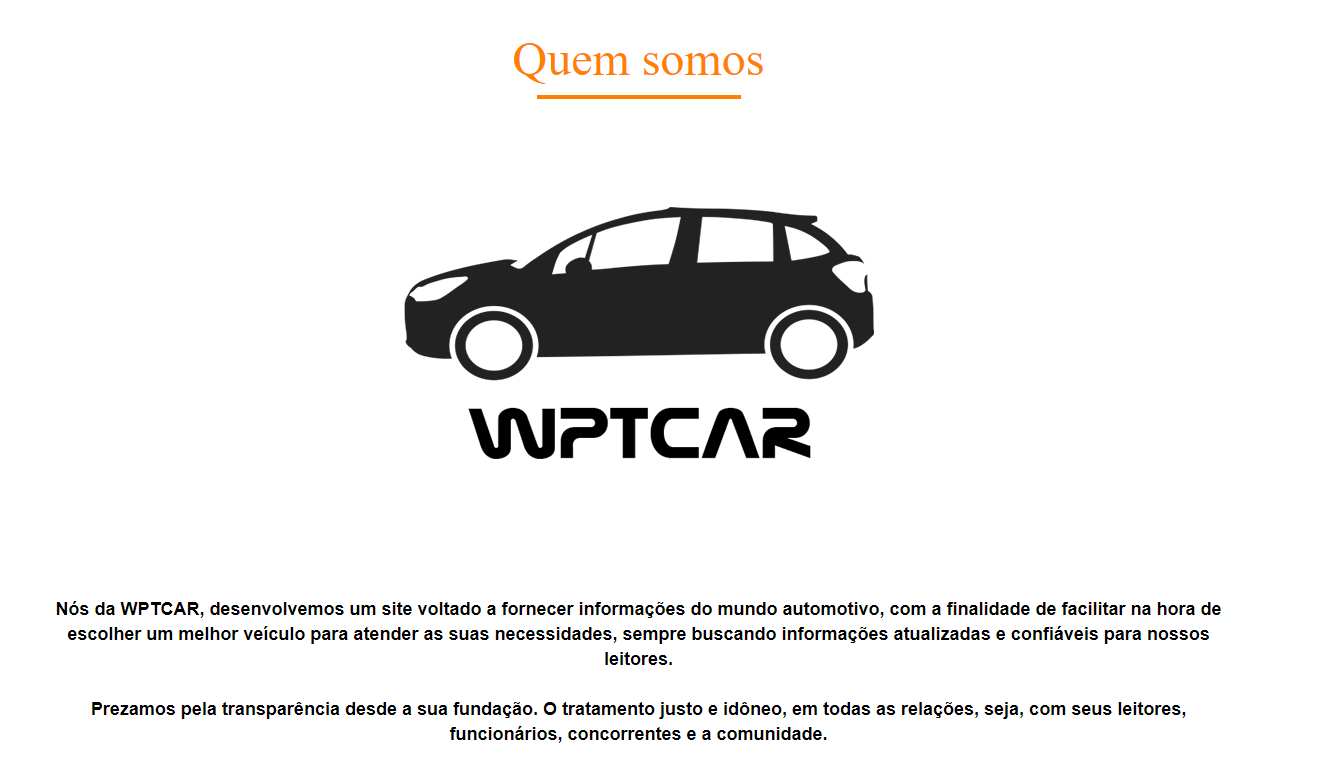 Quem somos
WPTCAR
Nós da WPTCAR, desenvolvemos um site voltado a fornecer informações do mundo automotivo, com a finalidade de facilitar na hora de
escolher um melhor veículo para atender as suas necessidades, sempre buscando informações atualizadas e confiáveis para nossos
leitores.
Prezamos pela transparência desde a sua fundação. O tratamento justo e idôneo, em todas as relações, seja, com seus leitores,
funcionários, concorrentes e a comunidade.